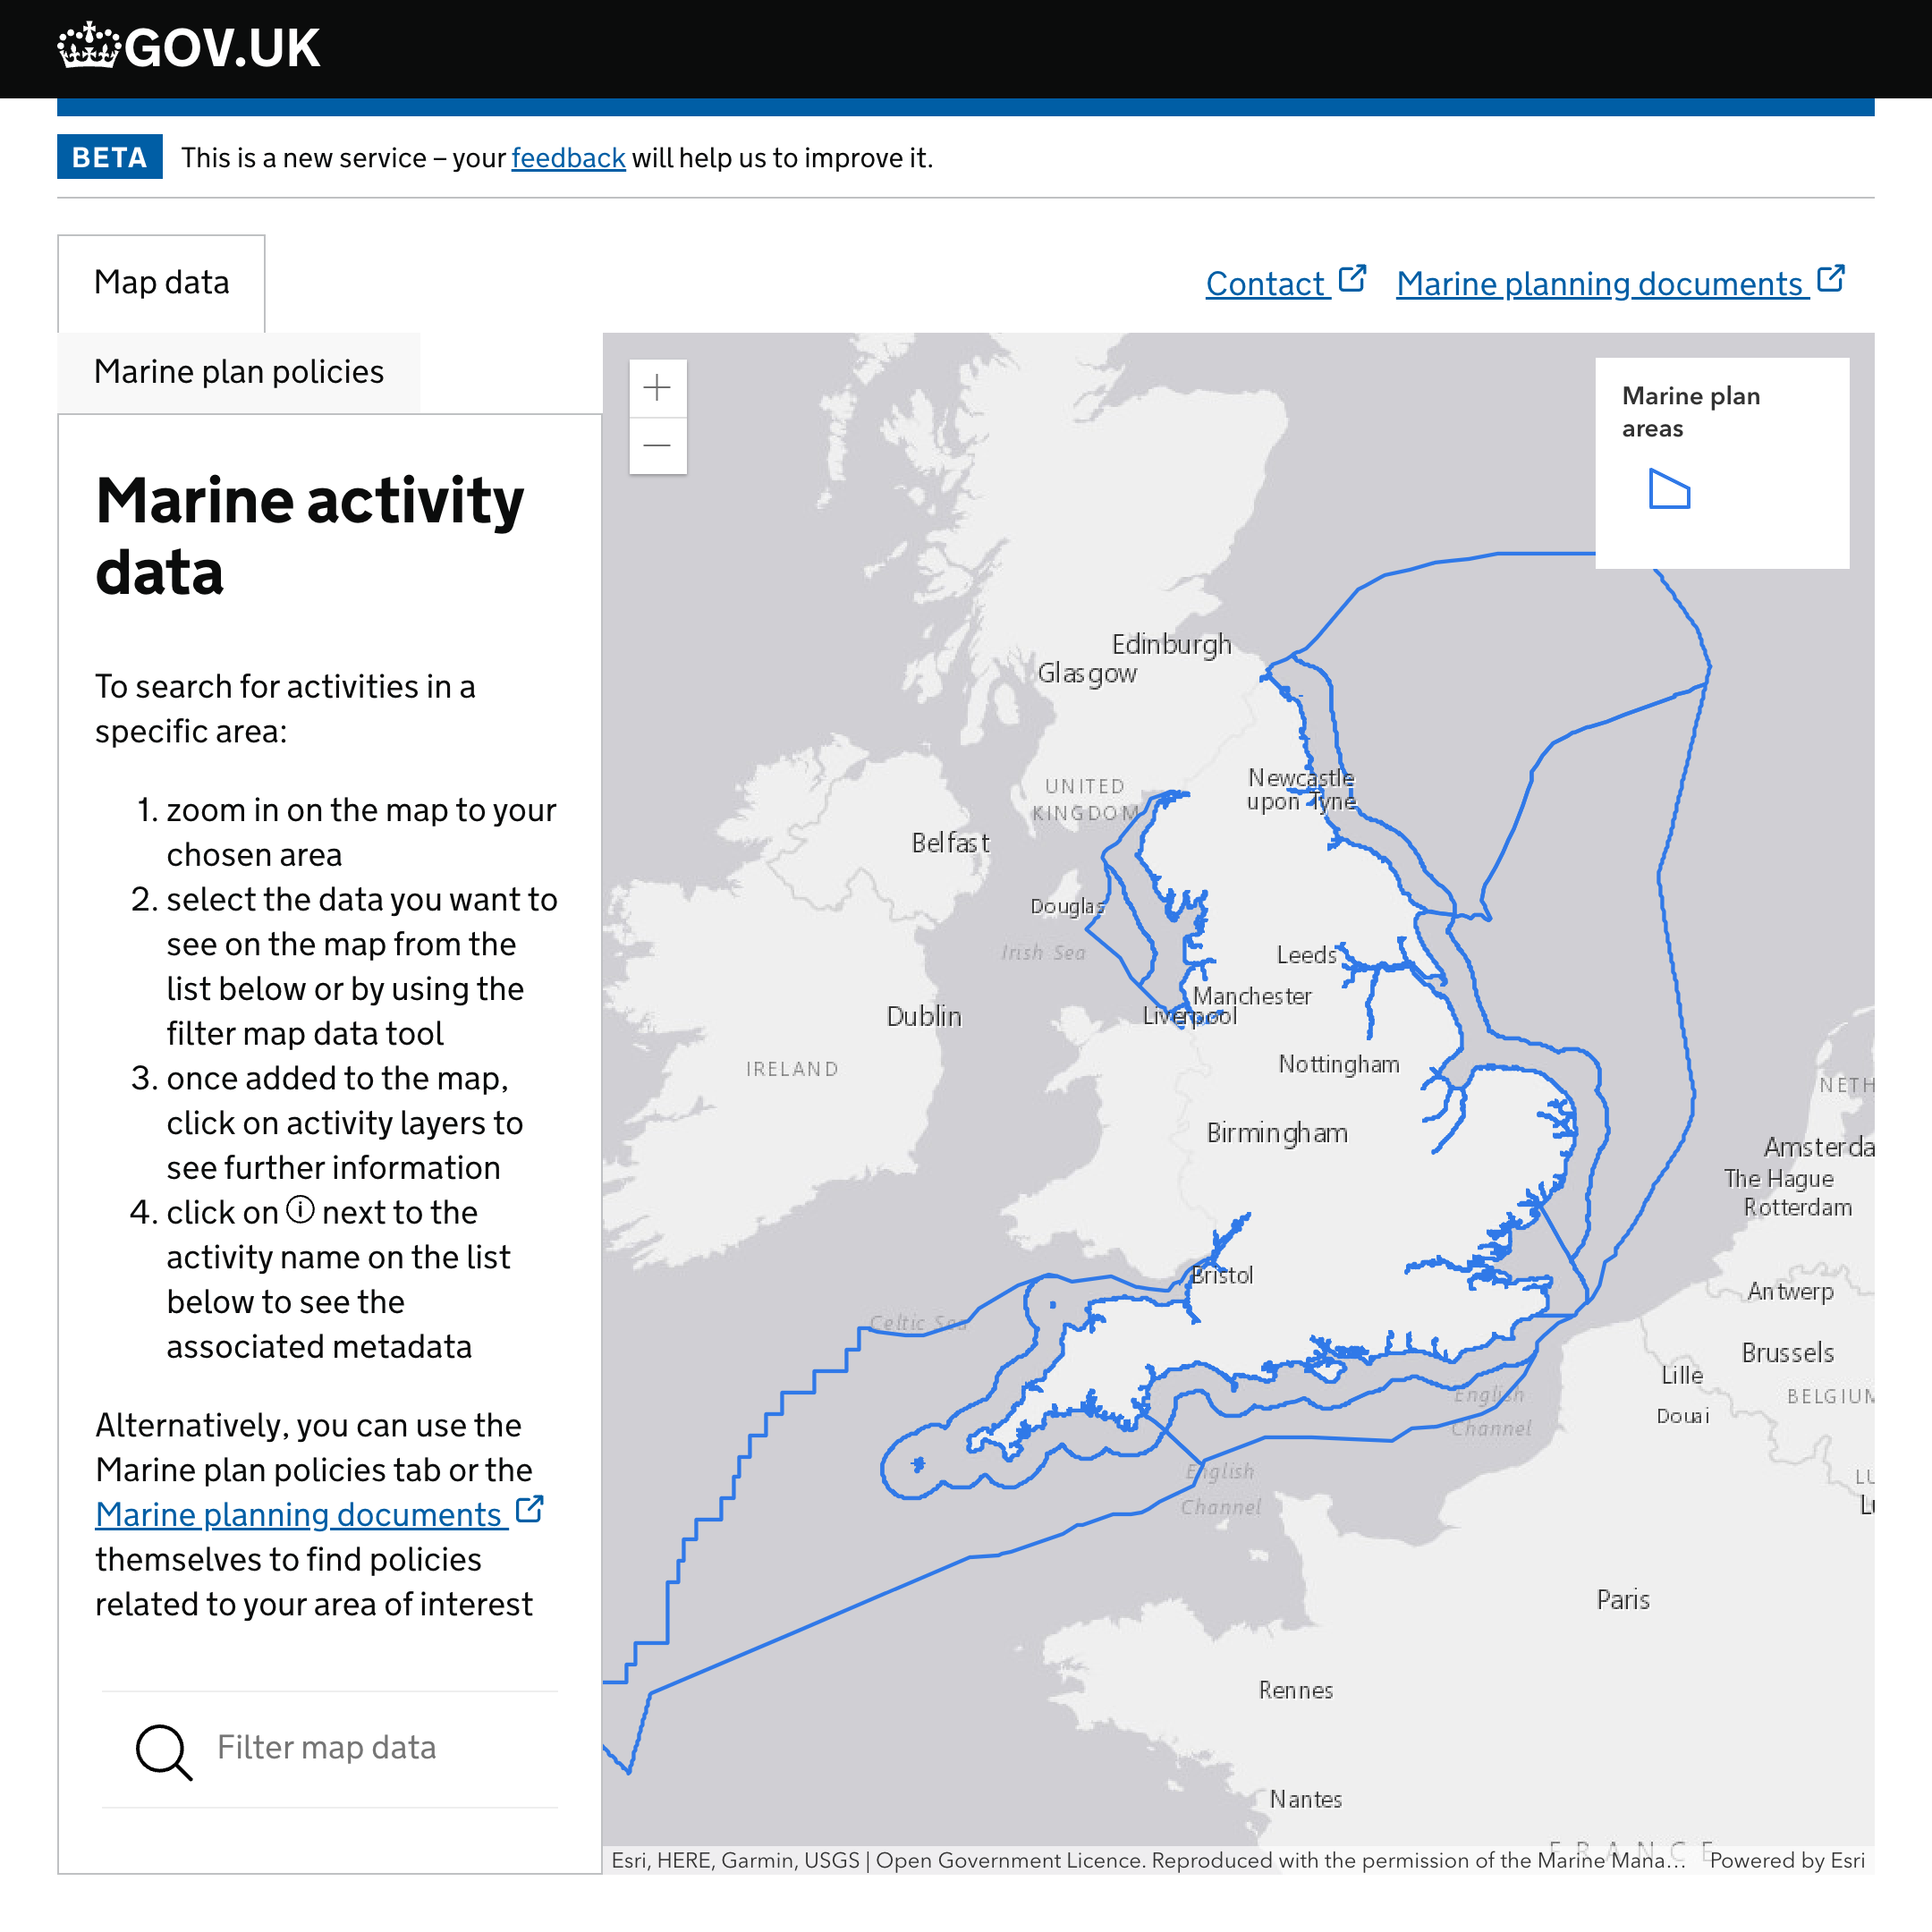 GOV.UK
BETA This is a new service – your feedback will help us to improve it.
Map data
Contact Marine planning documents
Marine plan policies
Marine activity
data
To search for activities in a
specific area:
1. zoom in on the map to your
chosen area
2. select the data you want to
see on the map from the
list below or by using the
filter map data tool
3. once added to the map,
click on activity layers to
see further information
4. click on ⓘ next to the
activity name on the list
below to see the
associated metadata
Alternatively, you can use the
Marine plan policies tab or the
Marine planning documents
themselves to find policies
related to your area of interest
Filter map data
+
−
Marine plan
areas
Edinburgh
Glasgow
Newcastle
upon Tyne
UNITED
KINGDOM
Belfast
Douglas
Irish Sea
Leeds
Manchester
Liverpool
Dublin
IRELAND
Nottingham
NETH
Birmingham
Amsterda
The Hague
Rotterdam
Bristol
Antwerp
Celtic Sea
Brussels
Lille
BELGIUM
English
Channel
Douai
English
Channel
LU
Lu
Paris
Rennes
Nantes
FRANCE
Esri, HERE, Garmin, USGS | Open Government Licence. Reproduced with the permission of the Marine Mana... Powered by Esri